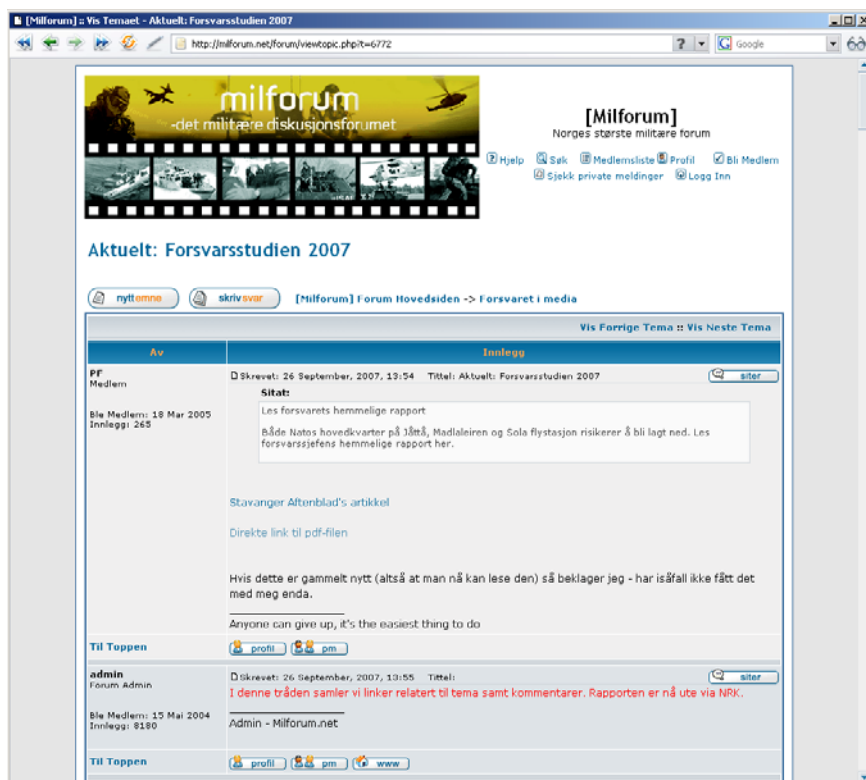 [Milforum] :: Vis Temaet - Aktuelt: Forsvarsstudien 2007
http://milforum.net/forum/viewtopic.php?t=6772
? Google
milforum
-det militære diskusjonsforumet
[Milforum]
Norges største militære forum
Hjelp Søk Medlemsliste Profil Bli Medlem
Sjekk private meldinger Logg Inn
Aktuelt: Forsvarsstudien 2007
nytt emne skriv svar [Milforum] Forum Hovedsiden -> Forsvaret i media
Vis Forrige Tema :: Vis Neste Tema
Av Innlegg
PF
Medlem
Ble Medlem: 18 Mar 2005
Innlegg: 265
Skrevet: 26 September, 2007, 13:54 Tittel: Aktuelt: Forsvarsstudien 2007 siter
Sitat:
Les forsvarets hemmelige rapport
Både Natos hovedkvarter på Jåttå, Madlaleiren og Sola flystasjon risikerer å bli lagt ned. Les
forsvarssjefens hemmelige rapport her.
Stavanger Aftenblad's artikkel
Direkte link til pdf-filen
Hvis dette er gammelt nytt (altså at man nå kan lese den) så beklager jeg - har isåfall ikke fått det
med meg enda.
Anyone can give up, it's the easiest thing to do
Til Toppen profil pm
admin
Forum Admin
Ble Medlem: 15 Mai 2004
Innlegg: 8180
Skrevet: 26 September, 2007, 13:55 Tittel: siter
I denne tråden samler vi linker relatert til tema samt kommentarer. Rapporten er nå ute via NRK.
Admin - Milforum.net
Til Toppen profil pm www